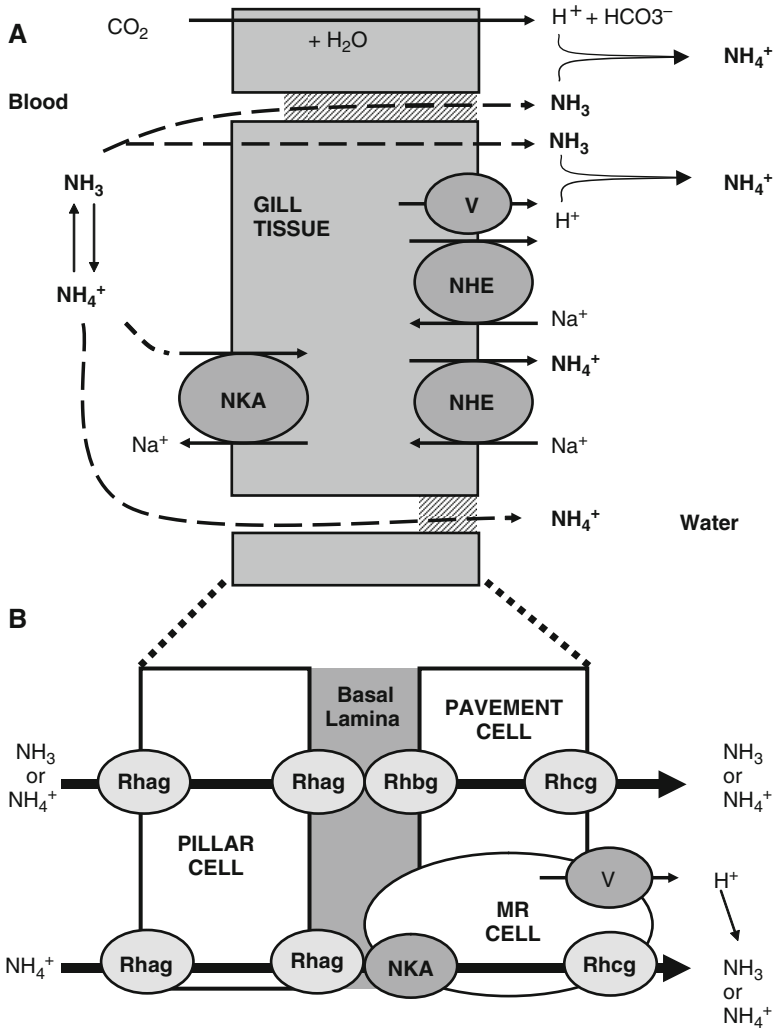 A
CO₂
+ H₂O
H⁺ + HCO3⁻
NH₄⁺
Blood
NH₃
NH₃
NH₄⁺
NH₃
GILL
TISSUE
V
H⁺
NHE
NH₄⁺
Na⁺
NH₄⁺
NKA
NHE
Na⁺
Na⁺
NH₄⁺
Water
B
Basal
Lamina
PAVEMENT
CELL
NH₃
or
NH₄⁺
Rhag
Rhag
Rhbg
Rhcg
NH₃
or
NH₄⁺
PILLAR
CELL
V
H⁺
MR
CELL
NH₄⁺
Rhag
Rhag
NKA
Rhcg
NH₃
or
NH₄⁺